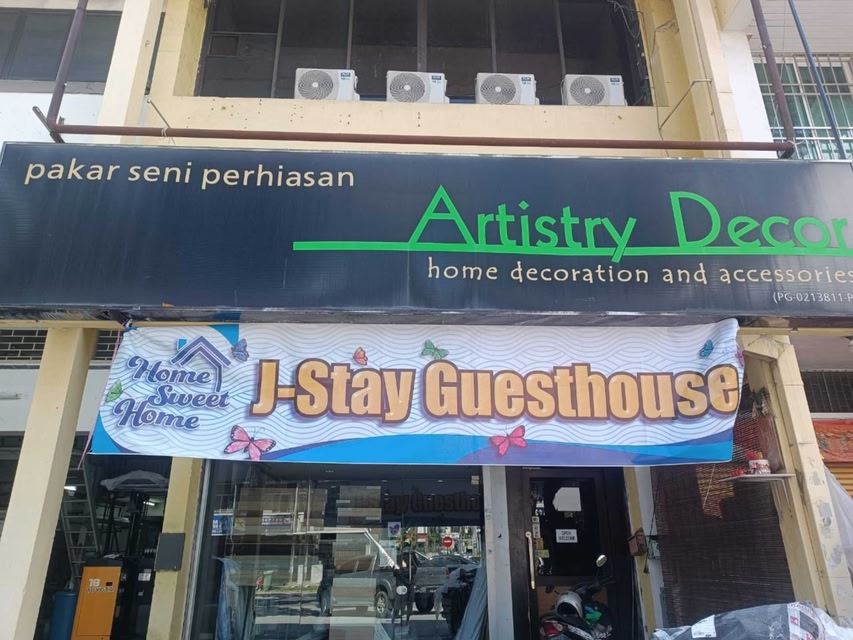 pakar seni perhiasan
Artistry Decor
home decoration and accessories
(PG-0213811-P
Home
Sweet
Home
J-Stay Guesthouse